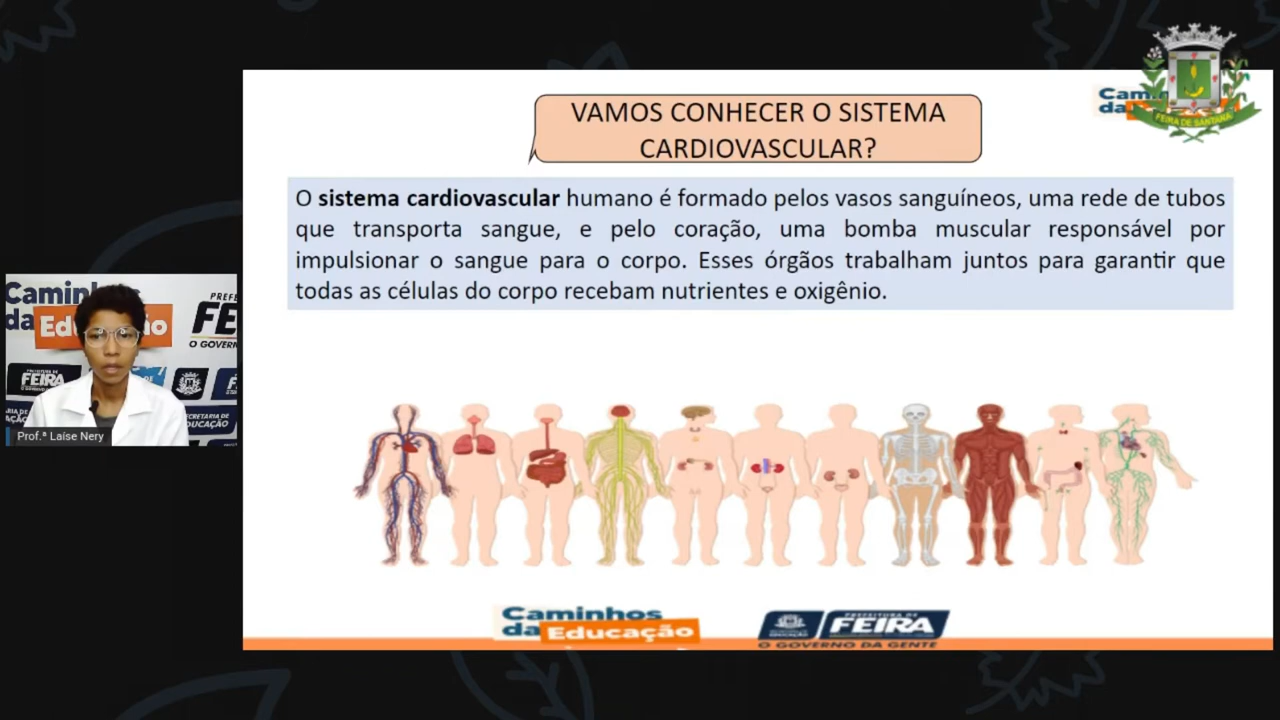 VAMOS CONHECER O SISTEMA
CARDIOVASCULAR?
O sistema cardiovascular humano é formado pelos vasos sanguíneos, uma rede de tubos
que transporta sangue, e pelo coração, uma bomba muscular responsável por
impulsionar o sangue para o corpo. Esses órgãos trabalham juntos para garantir que
todas as células do corpo recebam nutrientes e oxigênio.
FEIRA DE SANTANA
Prof.ª Laíse Nery
FEIRA
Caminhos
da Educação
PREFEITURA DE
FEIRA
O GOVERNO DA GENTE